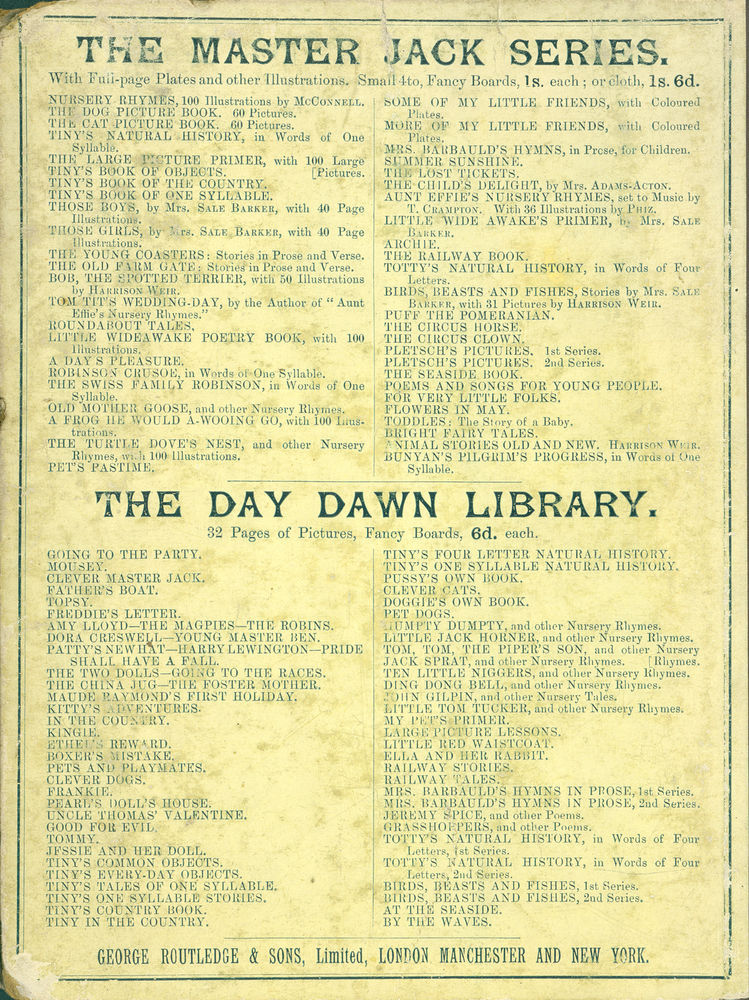 THE MASTER JACK SERIES.
With Full-page Plates and other Illustrations. Small 4to, Fancy Boards, 1s. each; or cloth, 1s. 6d.
NURSERY RHYMES, 100 Illustrations by McConnell.
THE DOG PICTURE BOOK. 60 Pictures.
THE CAT PICTURE BOOK. 60 Pictures.
TINY'S NATURAL HISTORY, in Words of One
Syllable.
THE LARGE PICTURE PRIMER, with 100 Large
TINY'S BOOK OF OBJECTS. [Pictures.
TINY'S BOOK OF THE COUNTRY.
TINY'S BOOK OF ONE SYLLABLE.
THOSE BOYS, by Mrs. Sale Barker, with 40 Page
Illustrations.
THOSE GIRLS, by Mrs. Sale Barker, with 40 Page
Illustrations.
THE YOUNG COASTERS: Stories in Prose and Verse.
THE OLD FARM GATE: Stories in Prose and Verse.
BOB, THE SPOTTED TERRIER, with 50 Illustrations
by Harrison Weir.
TOM TIT'S WEDDING-DAY, by the Author of "Aunt
Effie's Nursery Rhymes."
ROUNDABOUT TALES.
LITTLE WIDEAWAKE POETRY BOOK, with 100
Illustrations.
A DAY'S PLEASURE.
ROBINSON CRUSOE, in Words of One Syllable.
THE SWISS FAMILY ROBINSON, in Words of One
Syllable.
OLD MOTHER GOOSE, and other Nursery Rhymes.
A FROG HE WOULD A-WOOING GO, with 100 Illus-
trations.
THE TURTLE DOVE'S NEST, and other Nursery
Rhymes, with 100 Illustrations.
PET'S PASTIME.
SOME OF MY LITTLE FRIENDS, with Coloured
Plates.
MORE OF MY LITTLE FRIENDS, with Coloured
Plates.
MRS. BARBAULD'S HYMNS, in Prose, for Children.
SUMMER SUNSHINE.
THE LOST TICKETS.
THE CHILD'S DELIGHT, by Mrs. Adams-Acton.
AUNT EFFIE'S NURSERY RHYMES, set to Music by
T. Crampton. With 36 Illustrations by Phiz.
LITTLE WIDE AWAKE'S PRIMER, by Mrs. Sale
Barker.
ARCHIE.
THE RAILWAY BOOK.
TOTTY'S NATURAL HISTORY, in Words of Four
Letters.
BIRDS, BEASTS AND FISHES, Stories by Mrs. Sale
Barker, with 31 Pictures by Harrison Weir.
PUFF THE POMERANIAN.
THE CIRCUS HORSE.
THE CIRCUS CLOWN.
PLETSCH'S PICTURES. 1st Series.
PLETSCH'S PICTURES. 2nd Series.
THE SEASIDE BOOK.
POEMS AND SONGS FOR YOUNG PEOPLE.
FOR VERY LITTLE FOLKS.
FLOWERS IN MAY.
TODDLES: The Story of a Baby.
BRIGHT FAIRY TALES.
ANIMAL STORIES OLD AND NEW. Harrison Weir.
BUNYAN'S PILGRIM'S PROGRESS, in Words of One
Syllable.
THE DAY DAWN LIBRARY.
32 Pages of Pictures, Fancy Boards, 6d. each.
GOING TO THE PARTY.
MOUSEY.
CLEVER MASTER JACK.
FATHER'S BOAT.
TOPSY.
FREDDIE'S LETTER.
AMY LLOYD—THE MAGPIES—THE ROBINS.
DORA CRESWELL—YOUNG MASTER BEN.
PATTY'S NEW HAT—HARRY LEWINGTON—PRIDE
SHALL HAVE A FALL.
THE TWO DOLLS—GOING TO THE RACES.
THE CHINA JUG—THE FOSTER MOTHER.
MAUDE RAYMOND'S FIRST HOLIDAY.
KITTY'S ADVENTURES.
IN THE COUNTRY.
KINGIE.
ETHEL'S REWARD.
BOXER'S MISTAKE.
PETS AND PLAYMATES.
CLEVER DOGS.
FRANKIE.
PEARL'S DOLL'S HOUSE.
UNCLE THOMAS' VALENTINE.
GOOD FOR EVIL.
TOMMY.
JESSIE AND HER DOLL.
TINY'S COMMON OBJECTS.
TINY'S EVERY-DAY OBJECTS.
TINY'S TALES OF ONE SYLLABLE.
TINY'S ONE SYLLABLE STORIES.
TINY'S COUNTRY BOOK.
TINY IN THE COUNTRY.
TINY'S FOUR LETTER NATURAL HISTORY.
TINY'S ONE SYLLABLE NATURAL HISTORY.
PUSSY'S OWN BOOK.
CLEVER CATS.
DOGGIE'S OWN BOOK.
PET DOGS.
HUMPTY DUMPTY, and other Nursery Rhymes.
LITTLE JACK HORNER, and other Nursery Rhymes.
TOM, TOM, THE PIPER'S SON, and other Nursery
JACK SPRAT, and other Nursery Rhymes. [Rhymes.
TEN LITTLE NIGGERS, and other Nursery Rhymes.
DING DONG BELL, and other Nursery Rhymes.
JOHN GILPIN, and other Nursery Tales.
LITTLE TOM TUCKER, and other Nursery Rhymes.
MY PET'S PRIMER.
LARGE PICTURE LESSONS.
LITTLE RED WAISTCOAT.
ELLA AND HER RABBIT.
RAILWAY STORIES.
RAILWAY TALES.
MRS. BARBAULD'S HYMNS IN PROSE, 1st Series.
MRS. BARBAULD'S HYMNS IN PROSE, 2nd Series.
JEREMY SPICE, and other Poems.
GRASSHOPPERS, and other Poems.
TOTTY'S NATURAL HISTORY, in Words of Four
Letters, 1st Series.
TOTTY'S NATURAL HISTORY, in Words of Four
Letters, 2nd Series.
BIRDS, BEASTS AND FISHES, 1st Series.
BIRDS, BEASTS AND FISHES, 2nd Series.
AT THE SEASIDE.
BY THE WAVES.
GEORGE ROUTLEDGE & SONS, Limited, LONDON MANCHESTER AND NEW YORK.